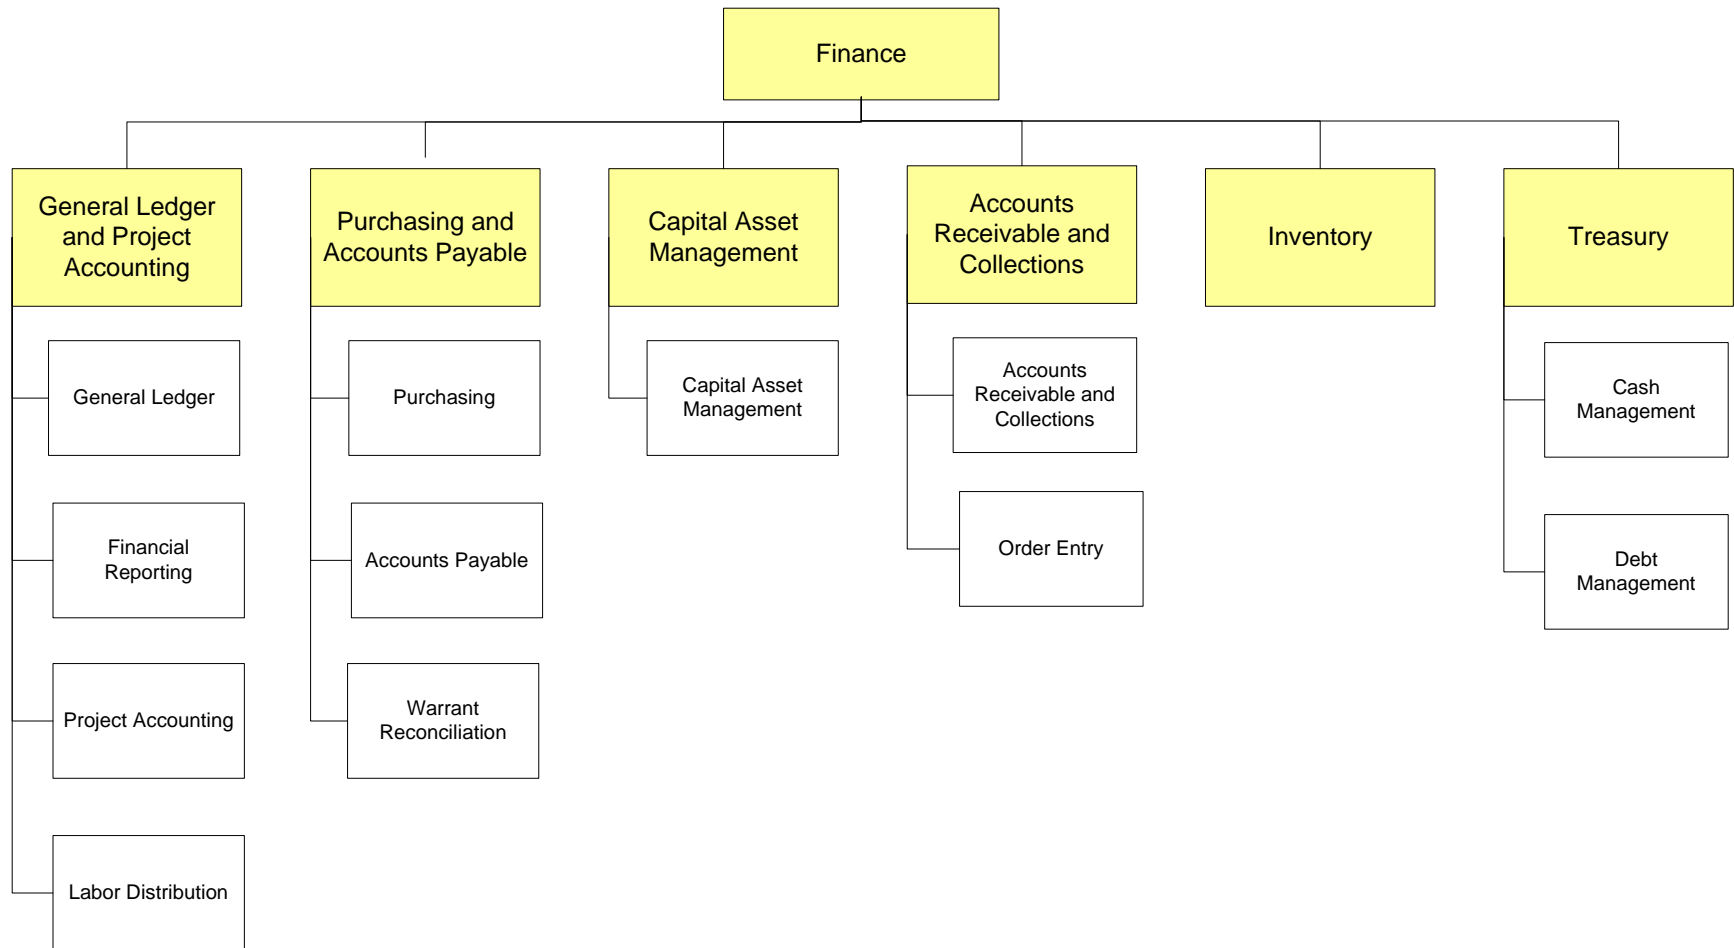 Finance
General Ledger
and Project
Accounting
Purchasing and
Accounts Payable
Capital Asset
Management
Accounts
Receivable and
Collections
Inventory
Treasury
General Ledger
Financial
Reporting
Project Accounting
Labor Distribution
Purchasing
Accounts Payable
Warrant
Reconciliation
Capital Asset
Management
Accounts
Receivable and
Collections
Order Entry
Cash
Management
Debt
Management